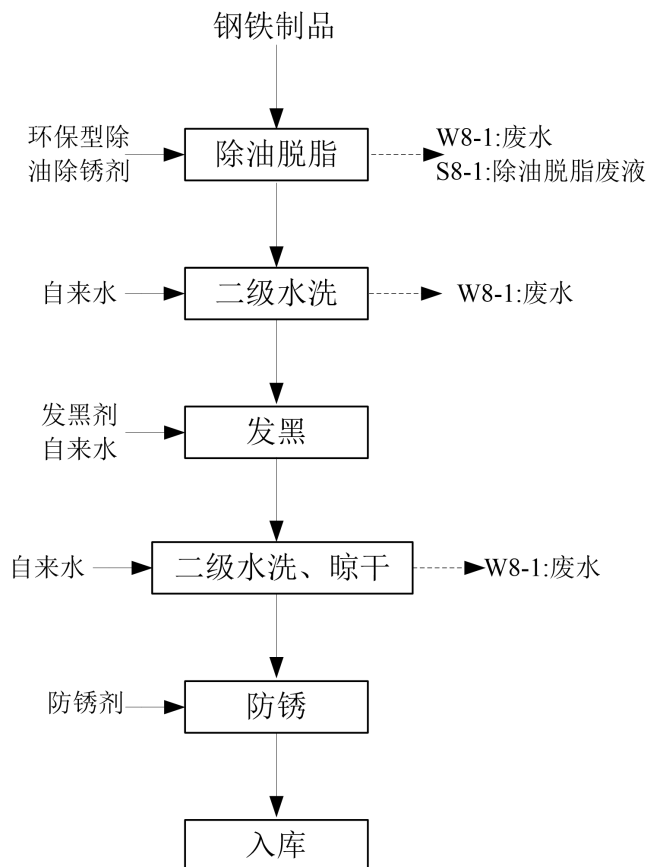 钢铁制品
环保型除
油除锈剂
除油脱脂
W8-1:废水
S8-1:除油脱脂废液
自来水
二级水洗
W8-1:废水
发黑剂
自来水
发黑
自来水
二级水洗、晾干
W8-1:废水
防锈剂
防锈
入库